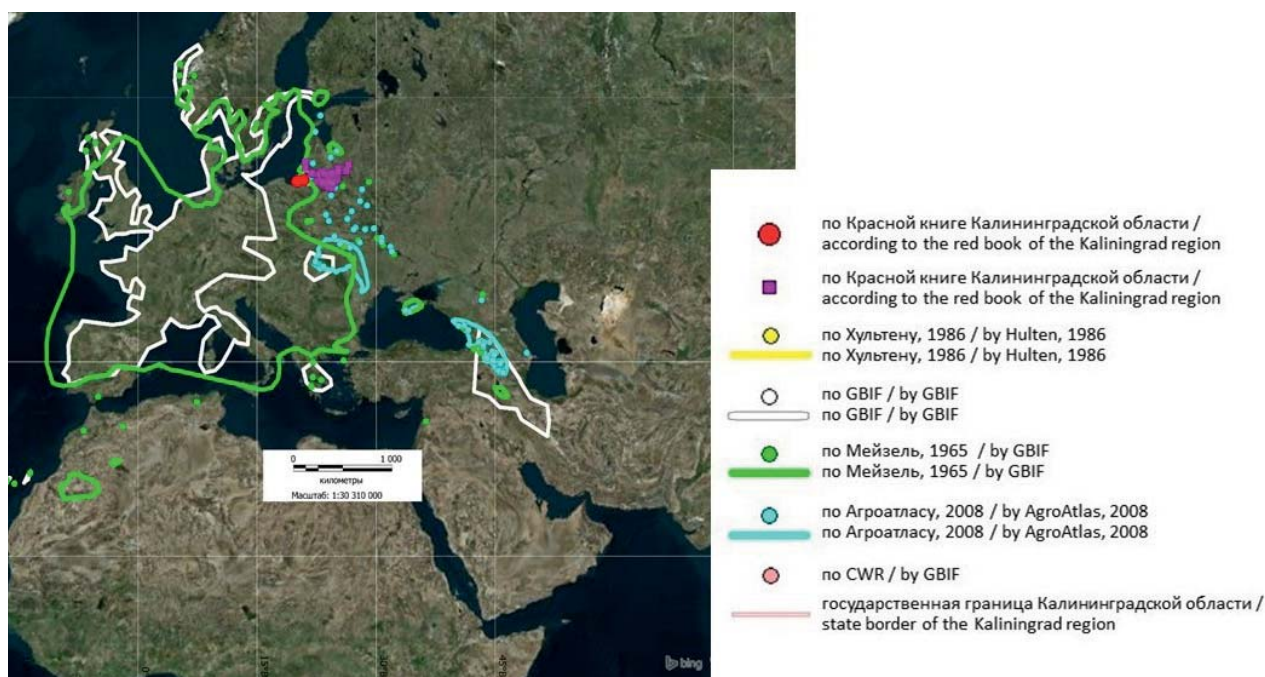 по Красной книге Калининградской области /
according to the red book of the Kaliningrad region
по Красной книге Калининградской области /
according to the red book of the Kaliningrad region
по Хультену, 1986 / by Hulten, 1986
по Хультену, 1986 / by Hulten, 1986
по GBIF / by GBIF
по GBIF / by GBIF
по Мейзель, 1965 / by GBIF
по Мейзель, 1965 / by GBIF
по Агроатласу, 2008 / by AgroAtlas, 2008
по Агроатласу, 2008 / by AgroAtlas, 2008
по CWR / by GBIF
государственная граница Калининградской области /
state border of the Kaliningrad region
0 1 000
километры
Масштаб: 1:30 310 000
0°
bing